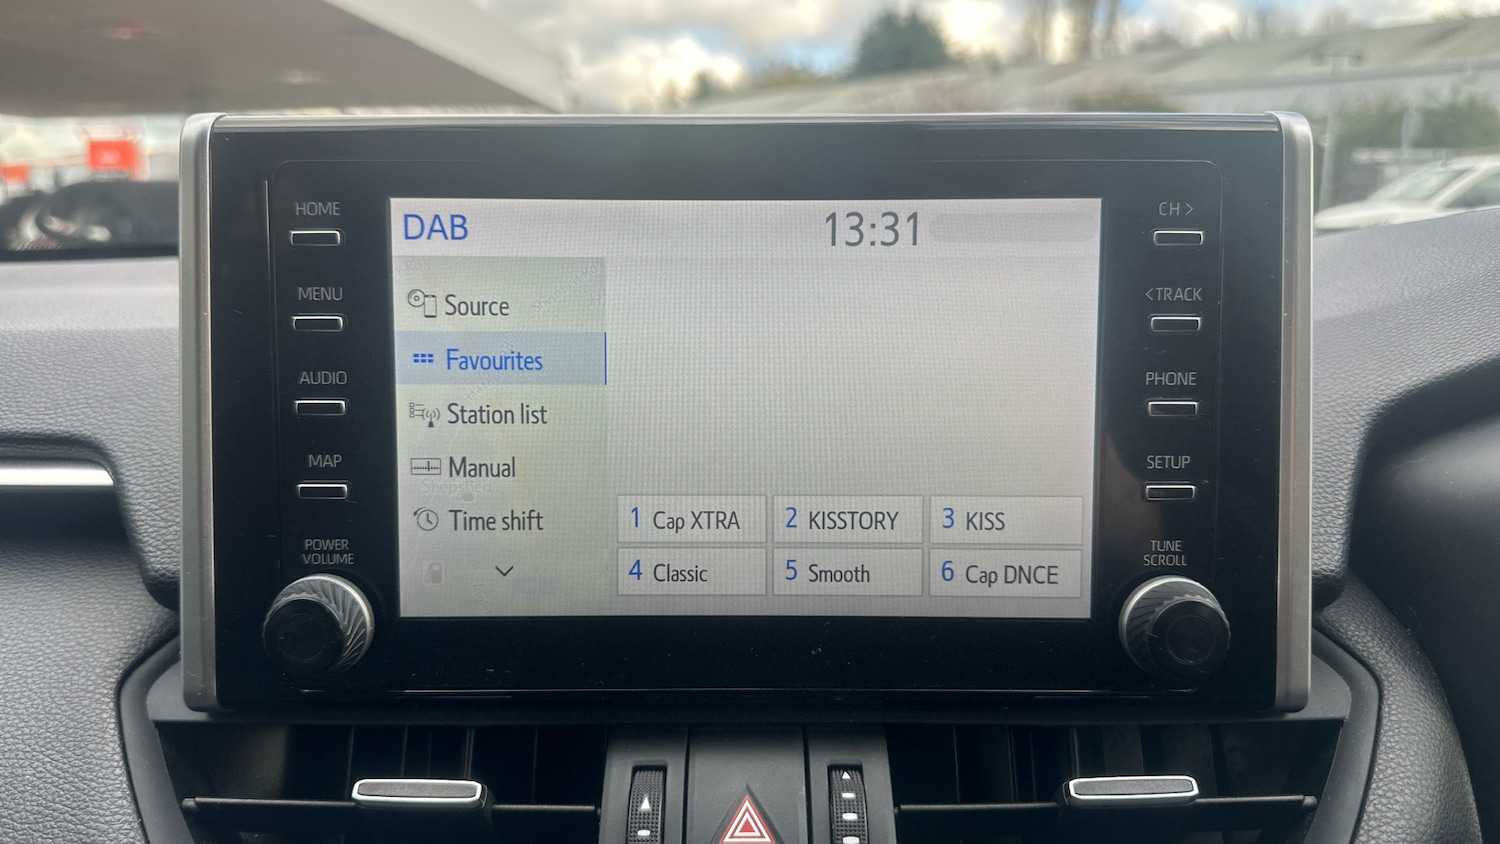 HOME
MENU
AUDIO
MAP
POWER
VOLUME
DAB
13:31
Source
Favourites
Station list
Manual
Shepshed
Time shift
1 Cap XTRA
2 KISSTORY
3 KISS
4 Classic
5 Smooth
6 Cap DNCE
CH >
< TRACK
PHONE
SETUP
TUNE
SCROLL